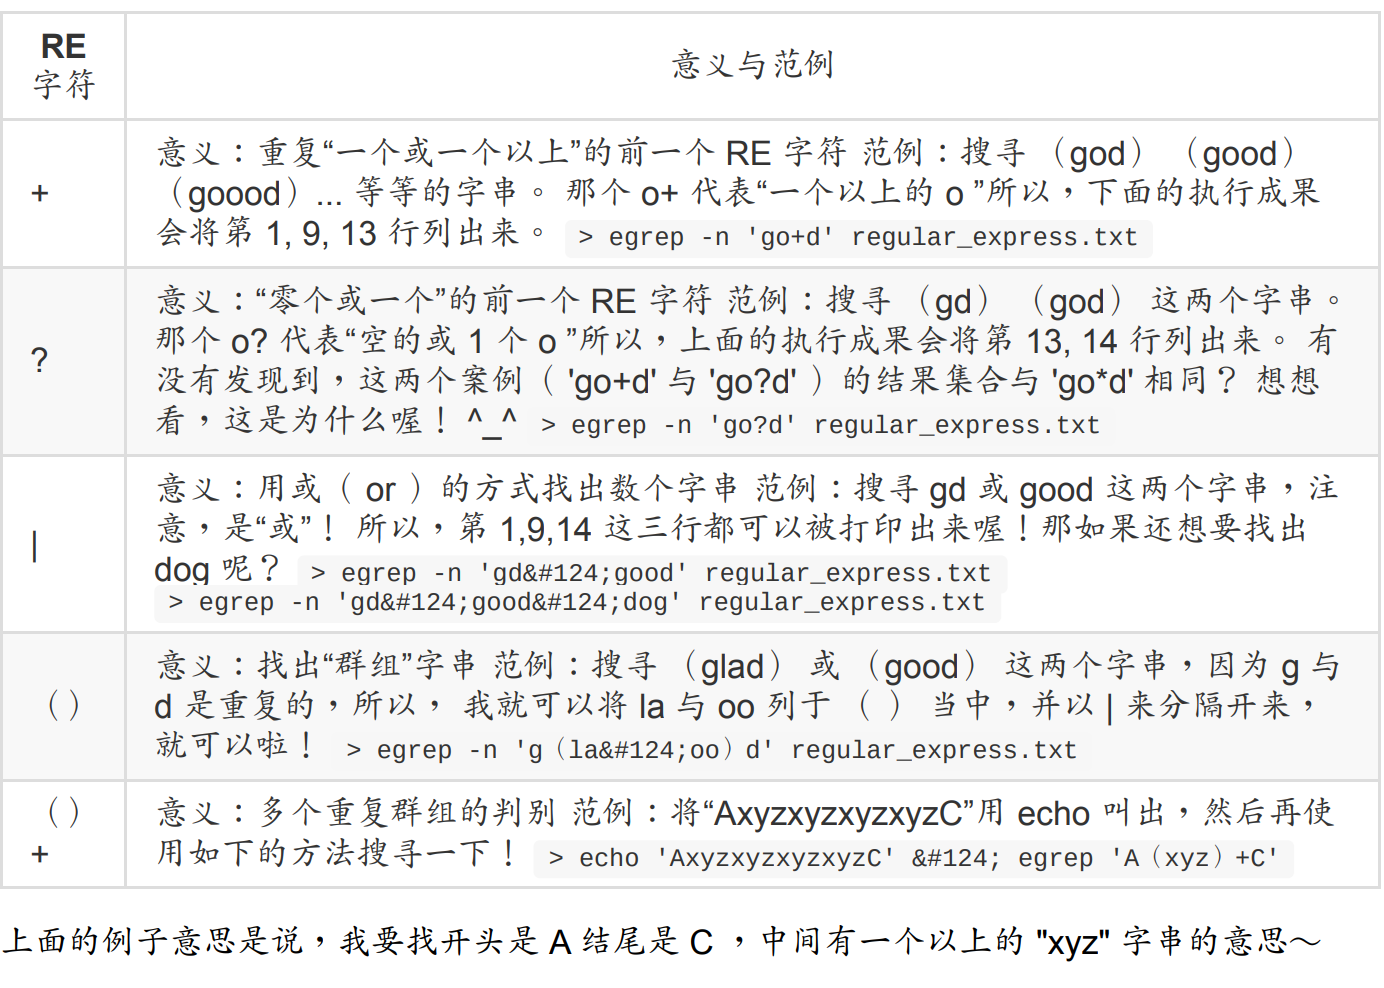 RE
字符
意义与范例
+
意义：重复“一个或一个以上”的前一个 RE 字符 范例：搜寻 （god） （good）
（goood）... 等等的字串。 那个 o+ 代表“一个以上的 o ”所以，下面的执行成果
会将第 1, 9, 13 行列出来。 > egrep -n 'go+d' regular_express.txt
?
意义：“零个或一个”的前一个 RE 字符 范例：搜寻 （gd） （god） 这两个字串。
那个 o? 代表“空的或 1 个 o ”所以，上面的执行成果会将第 13, 14 行列出来。 有
没有发现到，这两个案例（ 'go+d' 与 'go?d' ）的结果集合与 'go*d' 相同？ 想想
看，这是为什么喔！ ^_^ > egrep -n 'go?d' regular_express.txt
|
意义：用或（ or ）的方式找出数个字串 范例：搜寻 gd 或 good 这两个字串，注
意，是“或”！ 所以，第 1,9,14 这三行都可以被打印出来喔！那如果还想要找出
dog 呢？ > egrep -n 'gd&#124;good' regular_express.txt
> egrep -n 'gd&#124;good&#124;dog' regular_express.txt
（）
意义：找出“群组”字串 范例：搜寻 （glad） 或 （good） 这两个字串，因为 g 与
d 是重复的，所以， 我就可以将 la 与 oo 列于 （ ） 当中，并以 | 来分隔开来，
就可以啦！ > egrep -n 'g（la&#124;oo）d' regular_express.txt
（）
+
意义：多个重复群组的判别 范例：将“AxyzxyzxyzxyzC”用 echo 叫出，然后再使
用如下的方法搜寻一下！ > echo 'AxyzxyzxyzxyzC' &#124; egrep 'A（xyz）+C'
上面的例子意思是说，我要找开头是 A 结尾是 C ，中间有一个以上的 "xyz" 字串的意思～